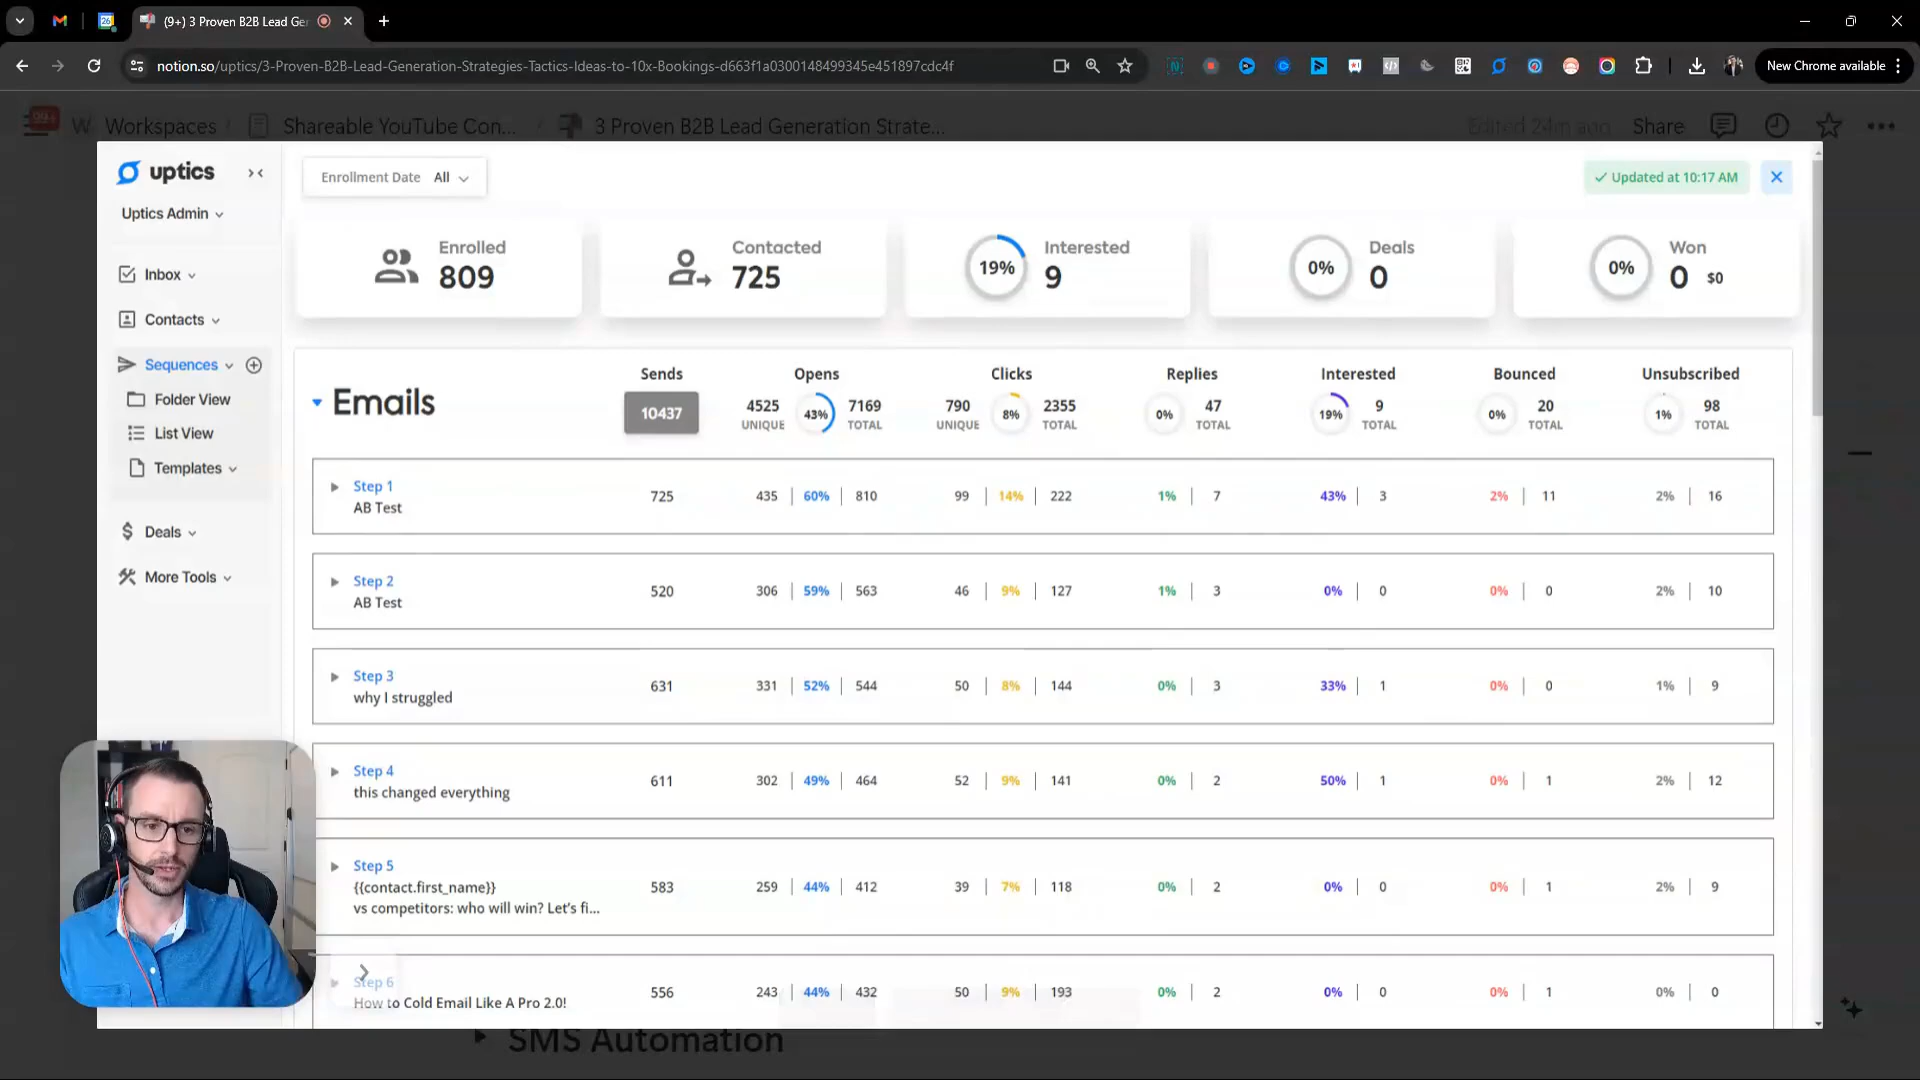 26
(9+) 3 Proven B2B Lead Ge
notion.so/uptics/3-Proven-B2B-Lead-Generation-Strategies-Tactics-Ideas-to-10x-Bookings-d663f1a0300148499345e451897cdc4f
New Chrome available
99+
W Workspaces / Shareable YouTube Con... / 3 Proven B2B Lead Generation Strate...
Edited 24m ago Share
uptics
Uptics Admin
Inbox
Contacts
Sequences
Folder View
List View
Templates
Deals
More Tools
Enrollment Date All
Updated at 10:17 AM
Enrolled
809
Contacted
725
19% Interested
9
0% Deals
0
0% Won
0 $0
Emails
Sends Opens Clicks Replies Interested Bounced Unsubscribed
10437 4525 UNIQUE 43% 7169 TOTAL 790 UNIQUE 8% 2355 TOTAL 0% 47 TOTAL 19% 9 TOTAL 0% 20 TOTAL 1% 98 TOTAL
Step 1
AB Test
725 435 60% 810 99 14% 222 1% 7 43% 3 2% 11 2% 16
Step 2
AB Test
520 306 59% 563 46 9% 127 1% 3 0% 0 0% 0 2% 10
Step 3
why I struggled
631 331 52% 544 50 8% 144 0% 3 33% 1 0% 0 1% 9
Step 4
this changed everything
611 302 49% 464 52 9% 141 0% 2 50% 1 0% 1 2% 12
Step 5
{{contact.first_name}}
vs competitors: who will win? Let's fi...
583 259 44% 412 39 7% 118 0% 2 0% 0 0% 1 2% 9
Step 6
How to Cold Email Like A Pro 2.0!
556 243 44% 432 50 9% 193 0% 2 0% 0 0% 1 0% 0
SMS Automation